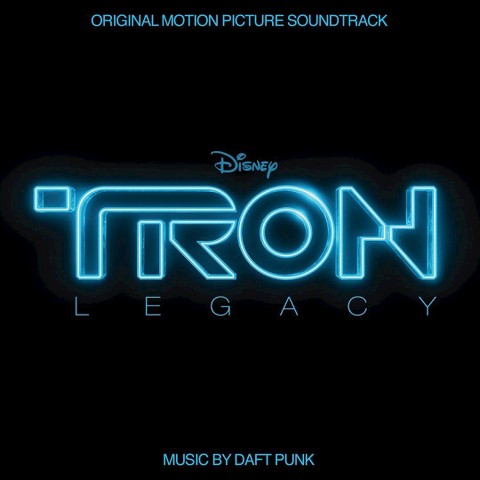 ORIGINAL MOTION PICTURE SOUNDTRACK
Disney
TRON
LEGACY
MUSIC BY DAFT PUNK